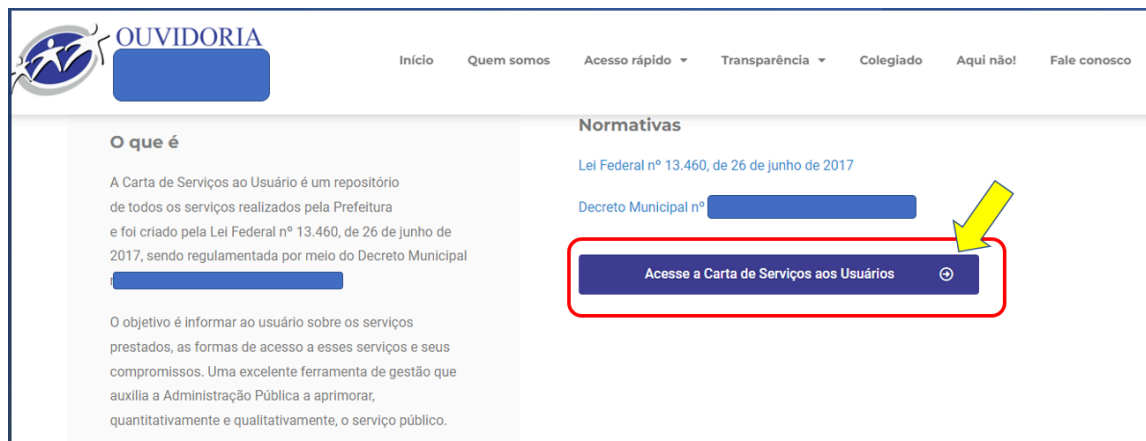 OUVIDORIA
Início Quem somos Acesso rápido Transparência Colegiado Aqui não! Fale conosco
O que é
A Carta de Serviços ao Usuário é um repositório
de todos os serviços realizados pela Prefeitura
e foi criado pela Lei Federal nº 13.460, de 26 de junho de
2017, sendo regulamentada por meio do Decreto Municipal
O objetivo é informar ao usuário sobre os serviços
prestados, as formas de acesso a esses serviços e seus
compromissos. Uma excelente ferramenta de gestão que
auxilia a Administração Pública a aprimorar,
quantitativamente e qualitativamente, o serviço público.
Normativas
Lei Federal nº 13.460, de 26 de junho de 2017
Decreto Municipal nº
Acesse a Carta de Serviços aos Usuários